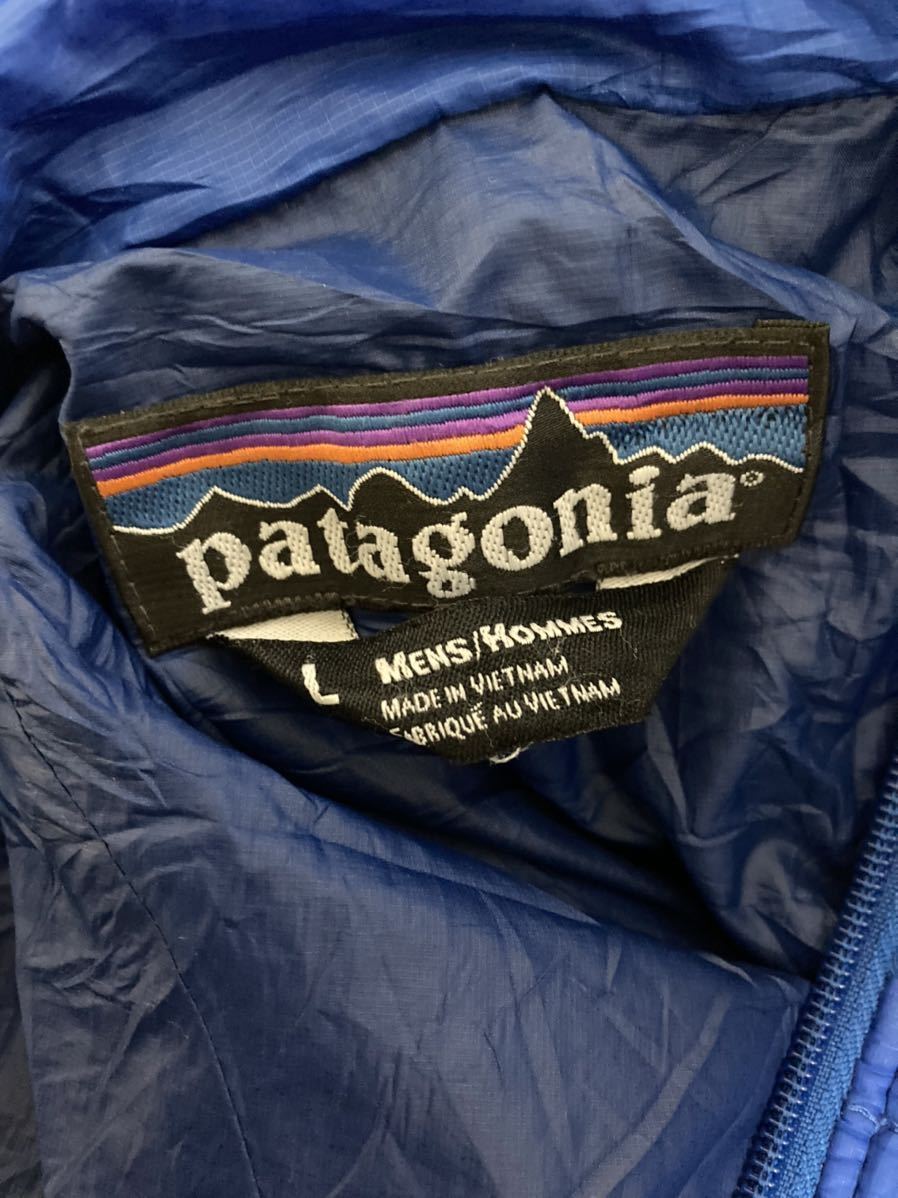 patagonia®
L
MENS/HOMMES
MADE IN VIETNAM
FABRIQUÉ AU VIETNAM